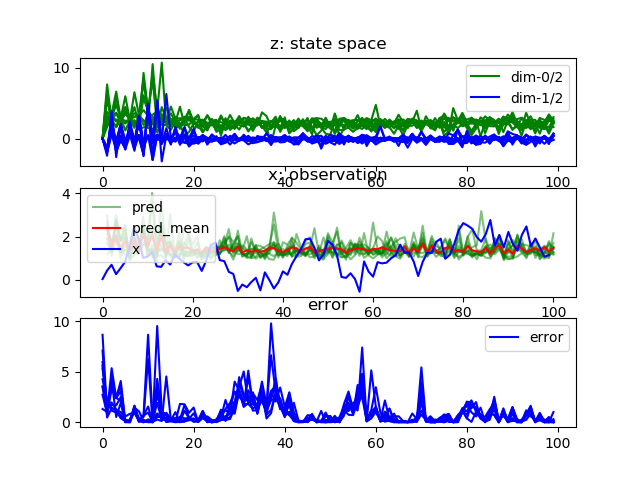 z: state space
10
0
dim-0/2
dim-1/2
0 20 40 60 80 100
x: observation
4
2
0
pred
pred_mean
x
0 20 40 60 80 100
error
10
5
0
error
0 20 40 60 80 100